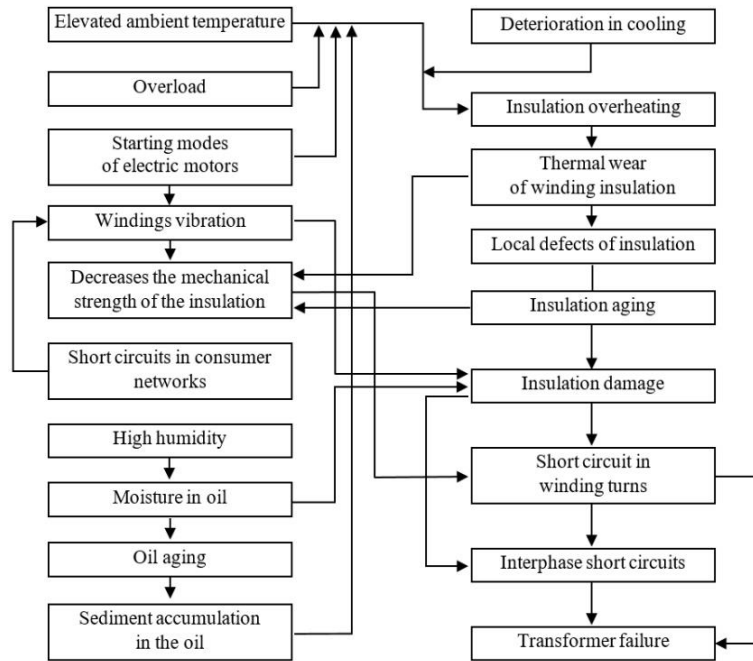 Elevated ambient temperature
Overload
Starting modes
of electric motors
Windings vibration
Decreases the mechanical
strength of the insulation
Short circuits in consumer
networks
High humidity
Moisture in oil
Oil aging
Sediment accumulation
in the oil
Deterioration in cooling
Insulation overheating
Thermal wear
of winding insulation
Local defects of insulation
Insulation aging
Insulation damage
Short circuit in
winding turns
Interphase short circuits
Transformer failure